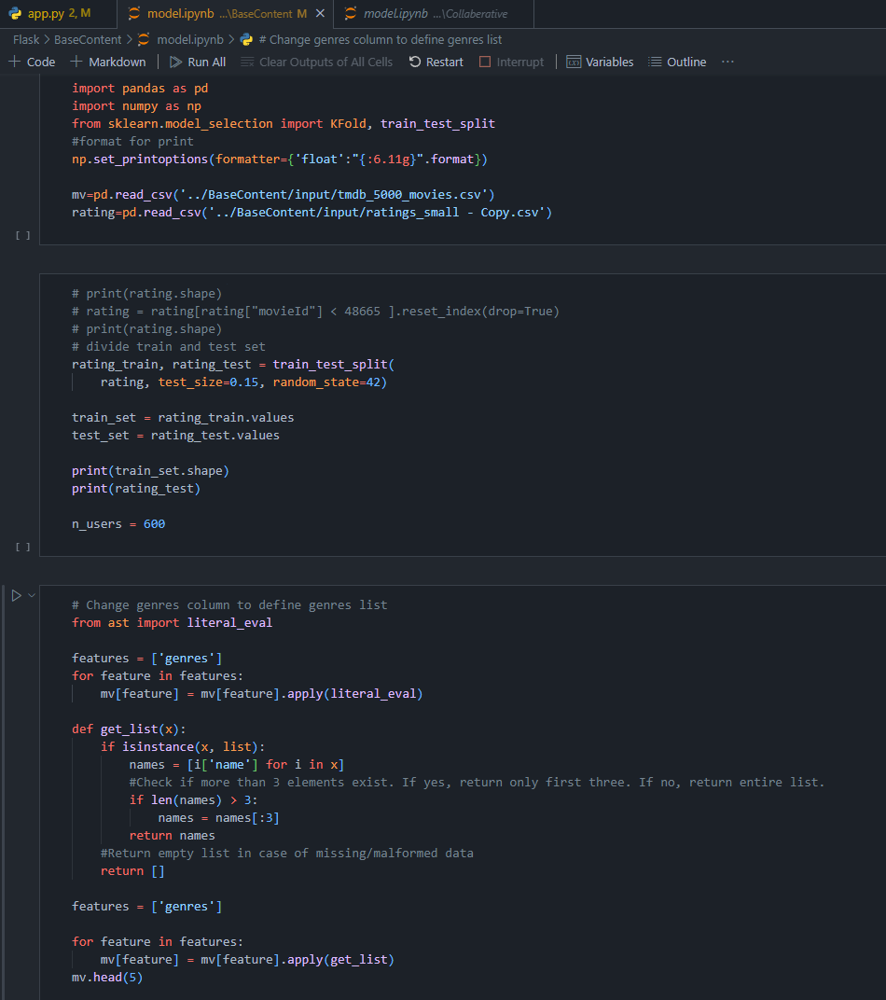 app.py 2, M model.ipynb ...\BaseContent M model.ipynb ...\Collaborative
Flask > BaseContent > model.ipynb > # Change genres column to define genres list
+ Code + Markdown | Run All Clear Outputs of All Cells Restart Interrupt | Variables Outline ...
import pandas as pd
import numpy as np
from sklearn.model_selection import KFold, train_test_split
#format for print
np.set_printoptions(formatter={'float':"{:6.11g}".format})
mv=pd.read_csv('../BaseContent/input/tmdb_5000_movies.csv')
rating=pd.read_csv('../BaseContent/input/ratings_small - Copy.csv')
[ ]
# print(rating.shape)
# rating = rating[rating["movieId"] < 48665 ].reset_index(drop=True)
# print(rating.shape)
# divide train and test set
rating_train, rating_test = train_test_split(
rating, test_size=0.15, random_state=42)
train_set = rating_train.values
test_set = rating_test.values
print(train_set.shape)
print(rating_test)
n_users = 600
[ ]
# Change genres column to define genres list
from ast import literal_eval
features = ['genres']
for feature in features:
mv[feature] = mv[feature].apply(literal_eval)
def get_list(x):
if isinstance(x, list):
names = [i['name'] for i in x]
#Check if more than 3 elements exist. If yes, return only first three. If no, return entire list.
if len(names) > 3:
names = names[:3]
return names
#Return empty list in case of missing/malformed data
return []
features = ['genres']
for feature in features:
mv[feature] = mv[feature].apply(get_list)
mv.head(5)